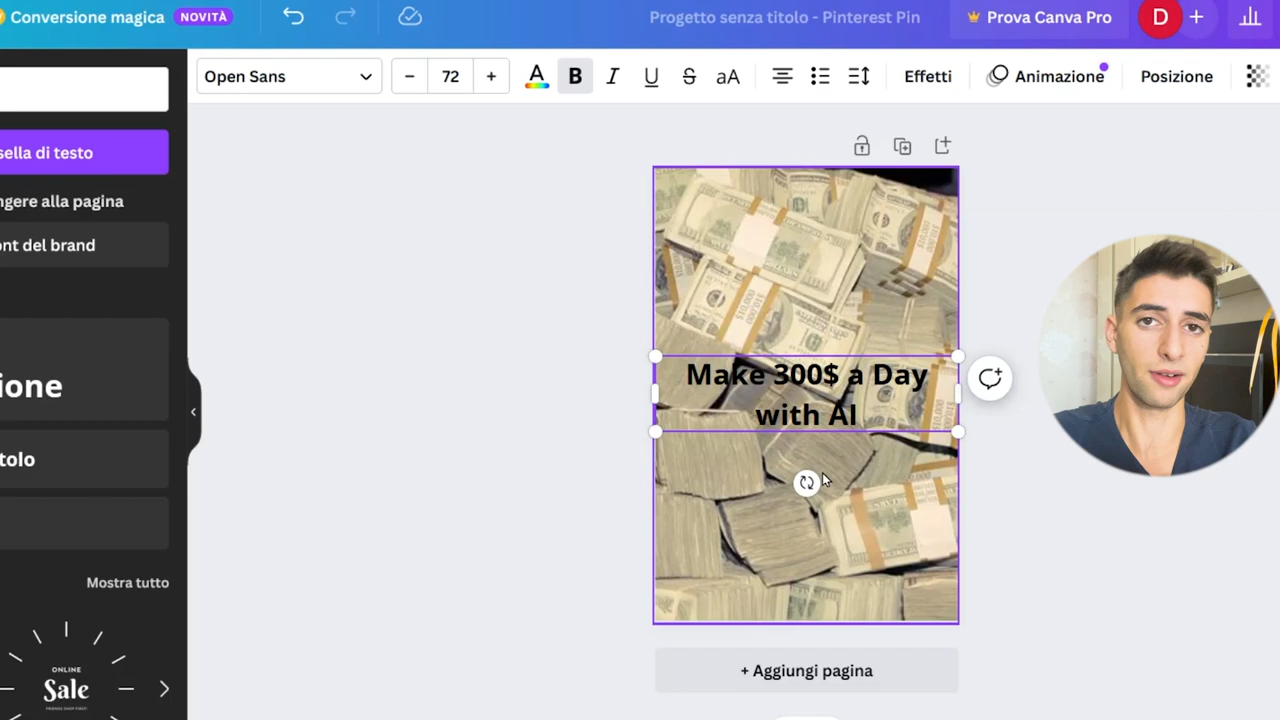 Conversione magica NOVITÀ
Progetto senza titolo - Pinterest Pin
Prova Canva Pro
D
Open Sans
72
A B I U S aA
Effetti
Animazione
Posizione
sella di testo
ngere alla pagina
ont del brand
ione
tolo
Mostra tutto
ONLINE
Sale
Make 300$ a Day
with AI
$10,000
+ Aggiungi pagina